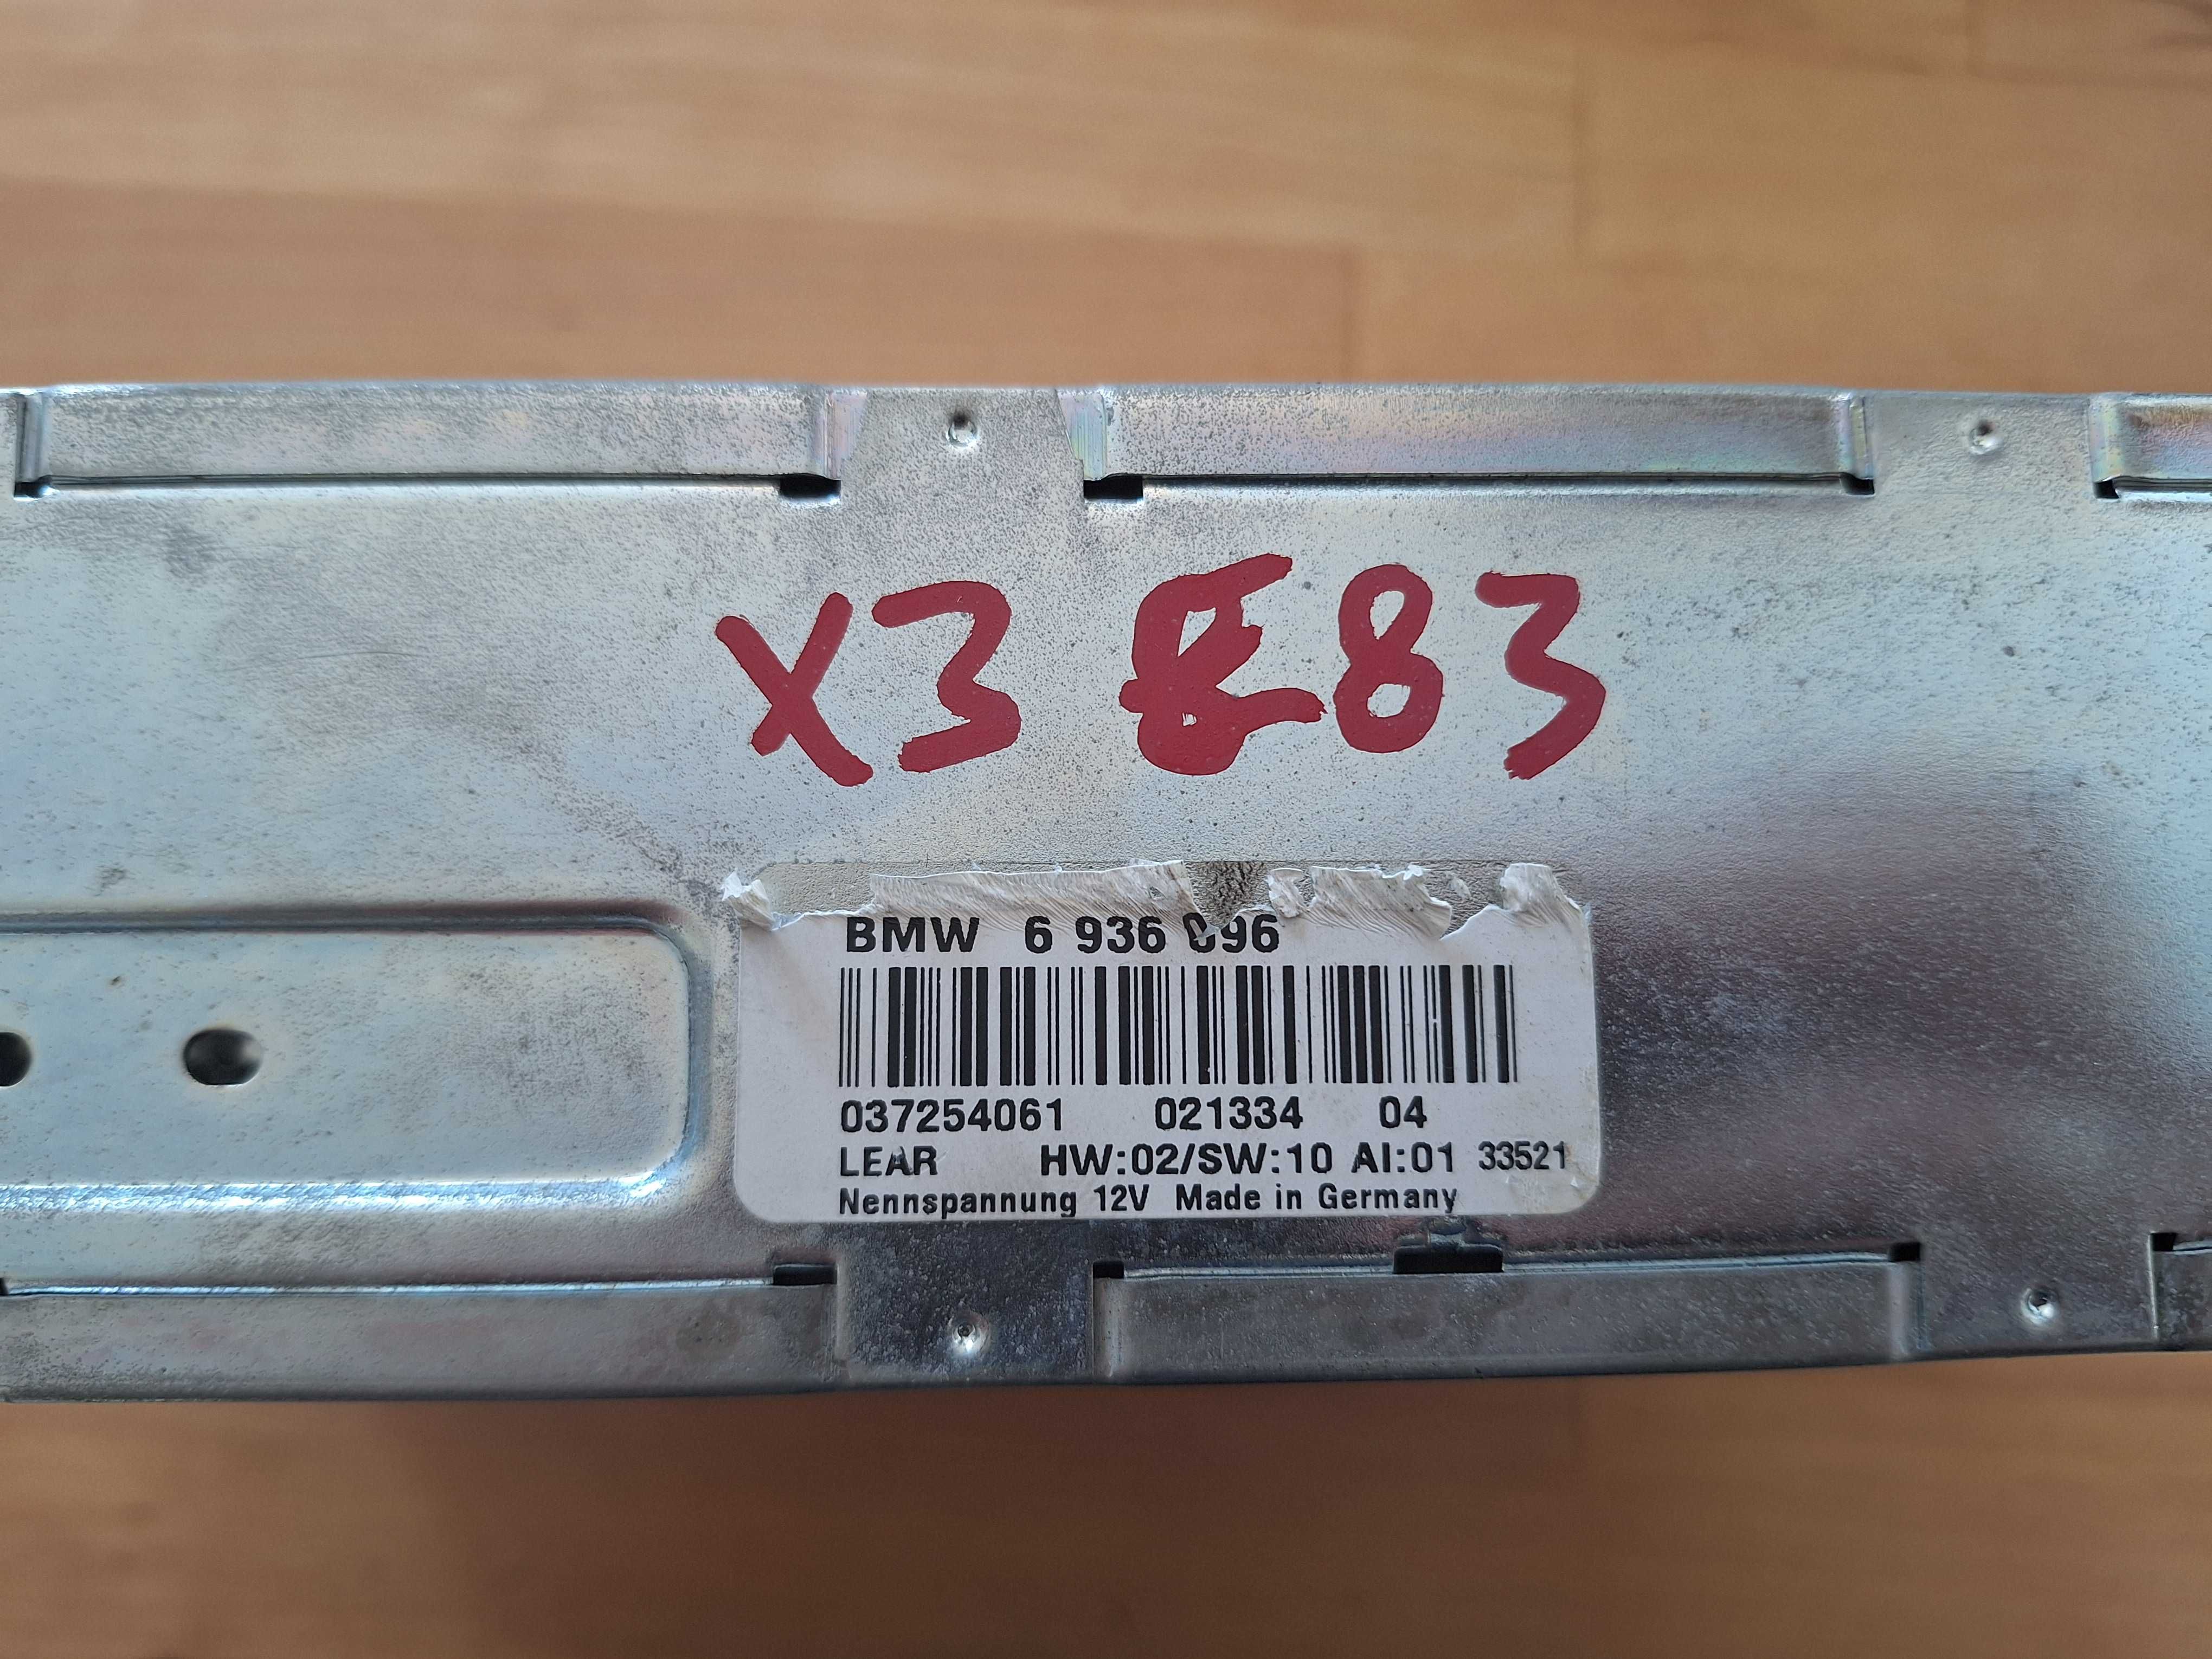 X3 E83
BMW 6 936 096
037254061 021334 04
LEAR HW:02/SW:10 AI:01 33521
Nennspannung 12V Made in Germany